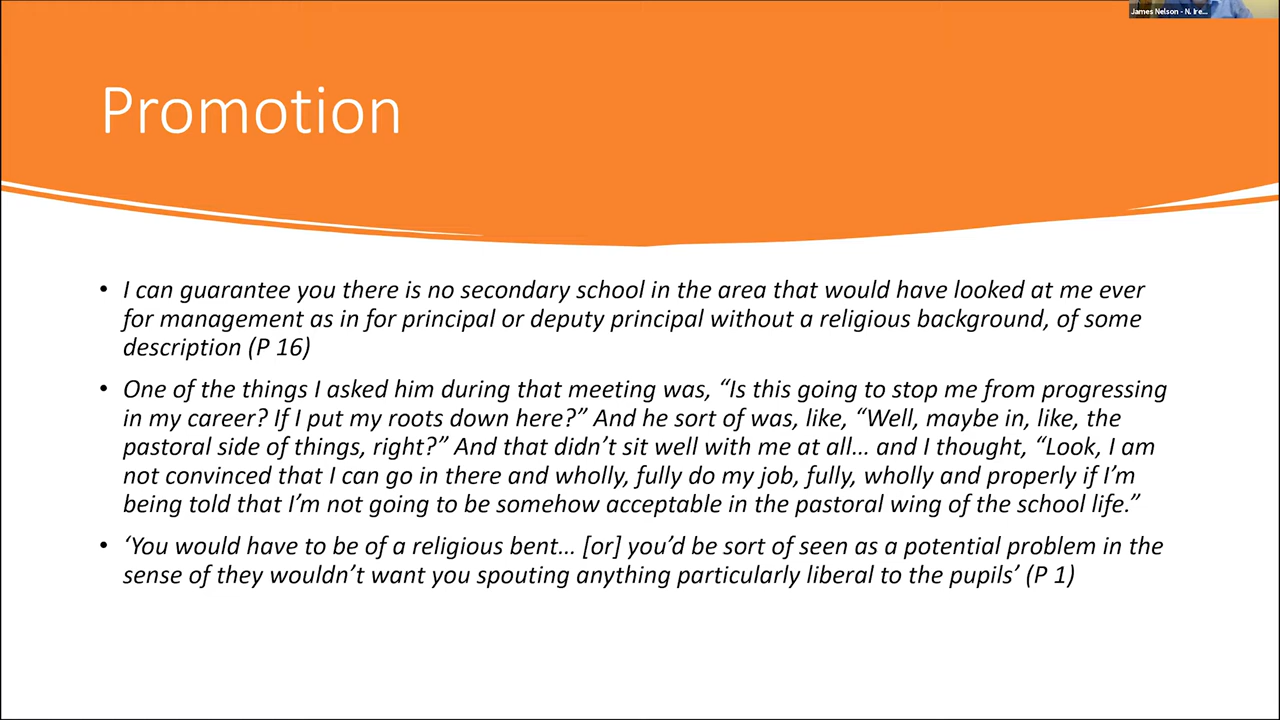 James Nelson - N. Ire...
Promotion
• I can guarantee you there is no secondary school in the area that would have looked at me ever
for management as in for principal or deputy principal without a religious background, of some
description (P 16)
• One of the things I asked him during that meeting was, “Is this going to stop me from progressing
in my career? If I put my roots down here?” And he sort of was, like, “Well, maybe in, like, the
pastoral side of things, right?” And that didn’t sit well with me at all… and I thought, “Look, I am
not convinced that I can go in there and wholly, fully do my job, fully, wholly and properly if I’m
being told that I’m not going to be somehow acceptable in the pastoral wing of the school life.”
• ‘You would have to be of a religious bent… [or] you’d be sort of seen as a potential problem in the
sense of they wouldn’t want you spouting anything particularly liberal to the pupils’ (P 1)